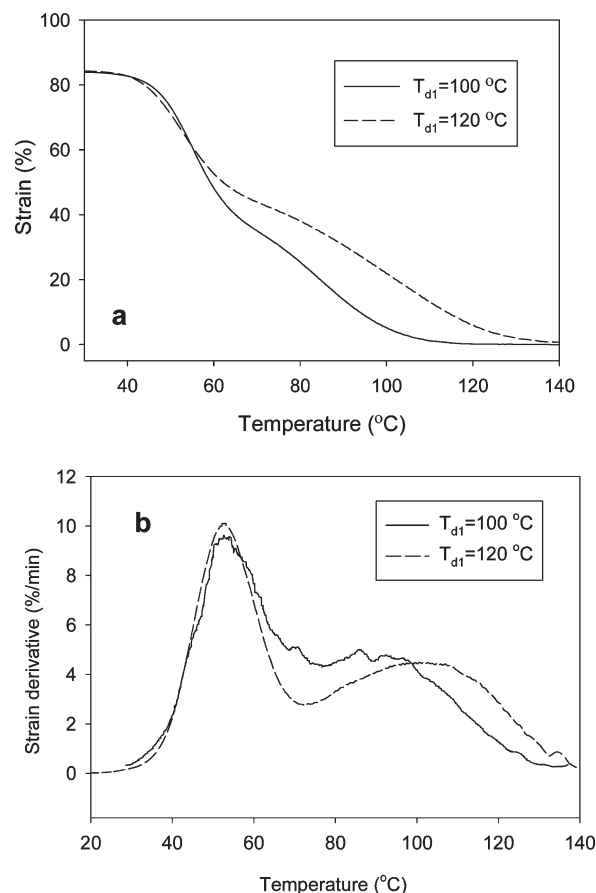 100
80
60
40
20
0
Strain (%)
T_d1=100 °C
T_d1=120 °C
a
40 60 80 100 120 140
Temperature (°C)
12
10
8
6
4
2
0
Strain derivative (%/min)
b
T_d1=100 °C
T_d1=120 °C
20 40 60 80 100 120 140
Temperature (°C)